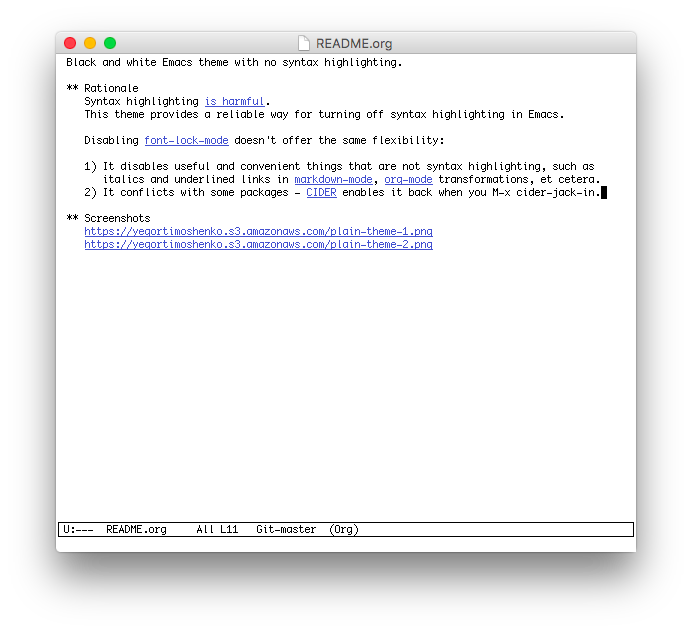 README.org
Black and white Emacs theme with no syntax highlighting.
** Rationale
Syntax highlighting is harmful.
This theme provides a reliable way for turning off syntax highlighting in Emacs.
Disabling font-lock-mode doesn't offer the same flexibility:
1) It disables useful and convenient things that are not syntax highlighting, such as
italics and underlined links in markdown-mode, org-mode transformations, et cetera.
2) It conflicts with some packages – CIDER enables it back when you M-x cider-jack-in.
** Screenshots
https://yegortimoshenko.s3.amazonaws.com/plain-theme-1.png
https://yegortimoshenko.s3.amazonaws.com/plain-theme-2.png
U:--- README.org All L11 Git-master (Org)